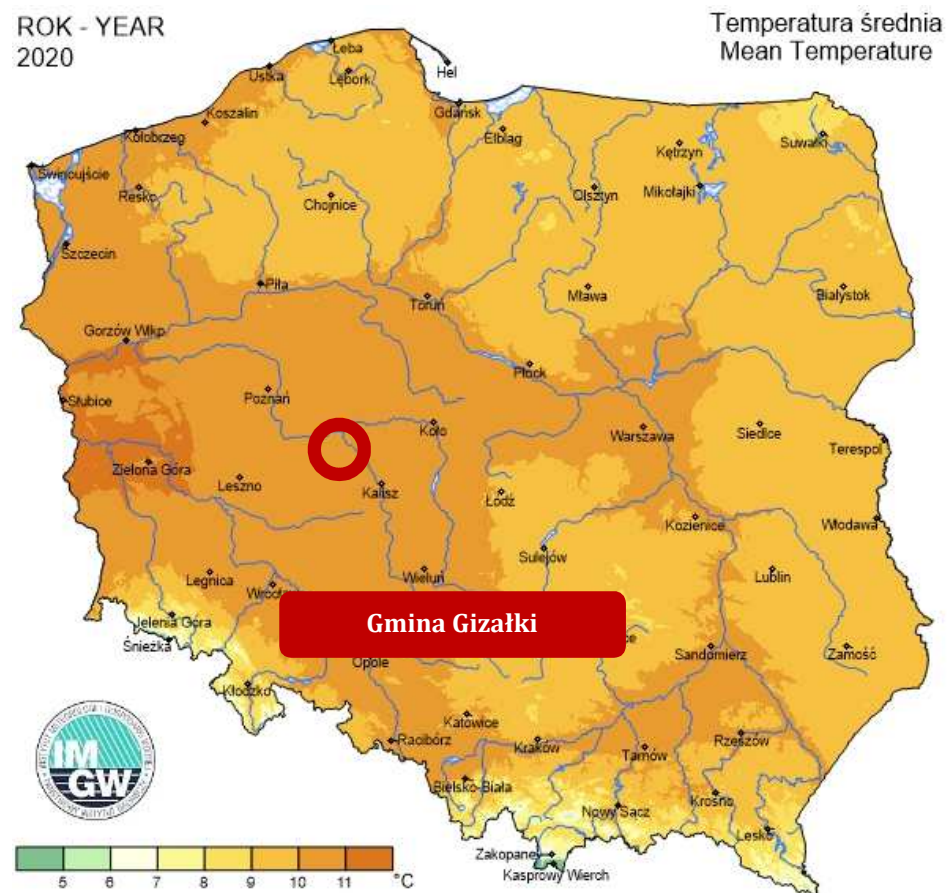 ROK - YEAR
2020
Temperatura średnia
Mean Temperature
Łeba
Hel
Ustka
Lębork
Gdańsk
Koszalin
Kołobrzeg
Elbląg
Suwałki
Kętrzyn
Świnoujście
Resko
Chojnice
Olsztyn
Mikołajki
Szczecin
Piła
Toruń
Mława
Białystok
Gorzów Wlkp.
Płock
Poznań
Słubice
Koło
Warszawa
Siedlce
Terespol
Zielona Góra
Leszno
Kalisz
Łódź
Kozienice
Włodawa
Sulejów
Legnica
Wieluń
Lublin
Jelenia Góra
Gmina Gizałki
Śnieżka
Opole
Sandomierz
Zamość
Kłodzko
Katowice
Racibórz
Kraków
Tarnów
Rzeszów
Bielsko-Biała
Nowy Sącz
Krosno
Lesko
Zakopane
Kasprowy Wierch
IM
GW
5 6 7 8 9 10 11 °C